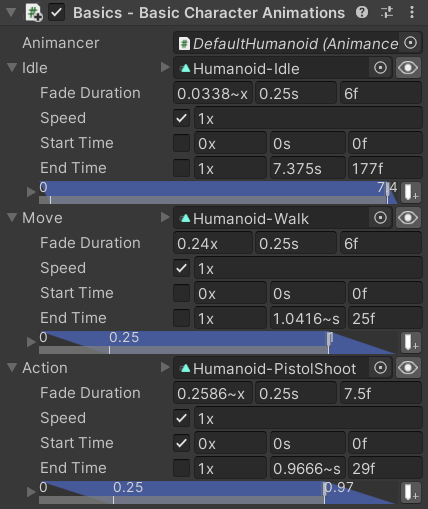 Basics - Basic Character Animations
Animancer DefaultHumanoid (Animance
Idle Humanoid-Idle
Fade Duration 0.0338~x 0.25s 6f
Speed 1x
Start Time 0x 0s 0f
End Time 1x 7.375s 177f
0 7.4
Move Humanoid-Walk
Fade Duration 0.24x 0.25s 6f
Speed 1x
Start Time 0x 0s 0f
End Time 1x 1.0416~s 25f
0 0.25 1
Action Humanoid-PistolShoot
Fade Duration 0.2586~x 0.25s 7.5f
Speed 1x
Start Time 0x 0s 0f
End Time 1x 0.9666~s 29f
0 0.25 0.97